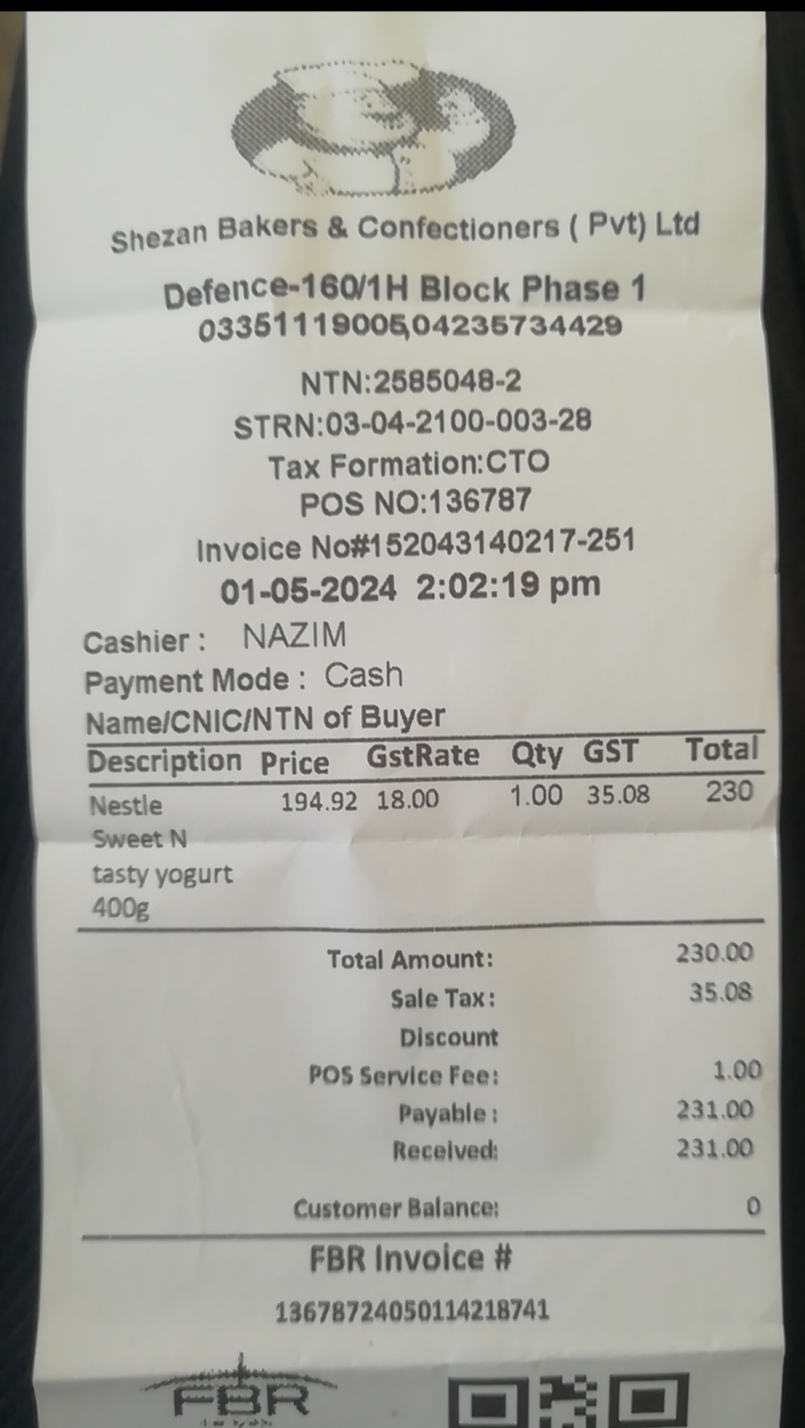 Shezan Bakers & Confectioners ( Pvt) Ltd
Defence-160/1H Block Phase 1
03351119005,04235734429
NTN:2585048-2
STRN:03-04-2100-003-28
Tax Formation:CTO
POS NO:136787
Invoice No#152043140217-251
01-05-2024 2:02:19 pm
Cashier : NAZIM
Payment Mode : Cash
Name/CNIC/NTN of Buyer
Description Price GstRate Qty GST Total
Nestle 194.92 18.00 1.00 35.08 230
Sweet N
tasty yogurt
400g
Total Amount: 230.00
Sale Tax: 35.08
Discount
POS Service Fee: 1.00
Payable : 231.00
Received: 231.00
Customer Balance: 0
FBR Invoice #
13678724050114218741
FBR